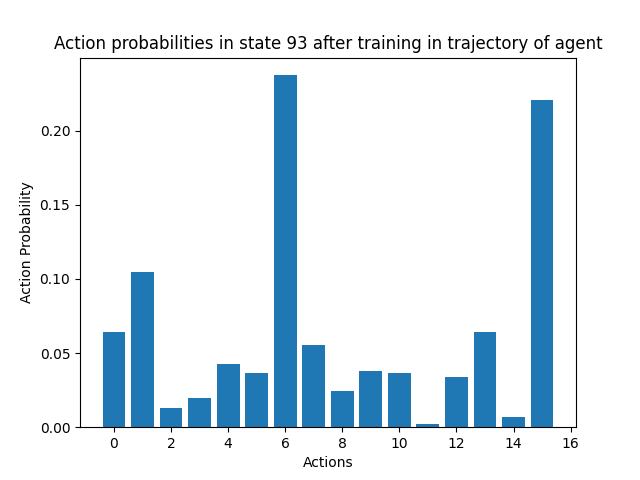 Action probabilities in state 93 after training in trajectory of agent
Action Probability
0.20
0.15
0.10
0.05
0.00
0 2 4 6 8 10 12 14 16
Actions